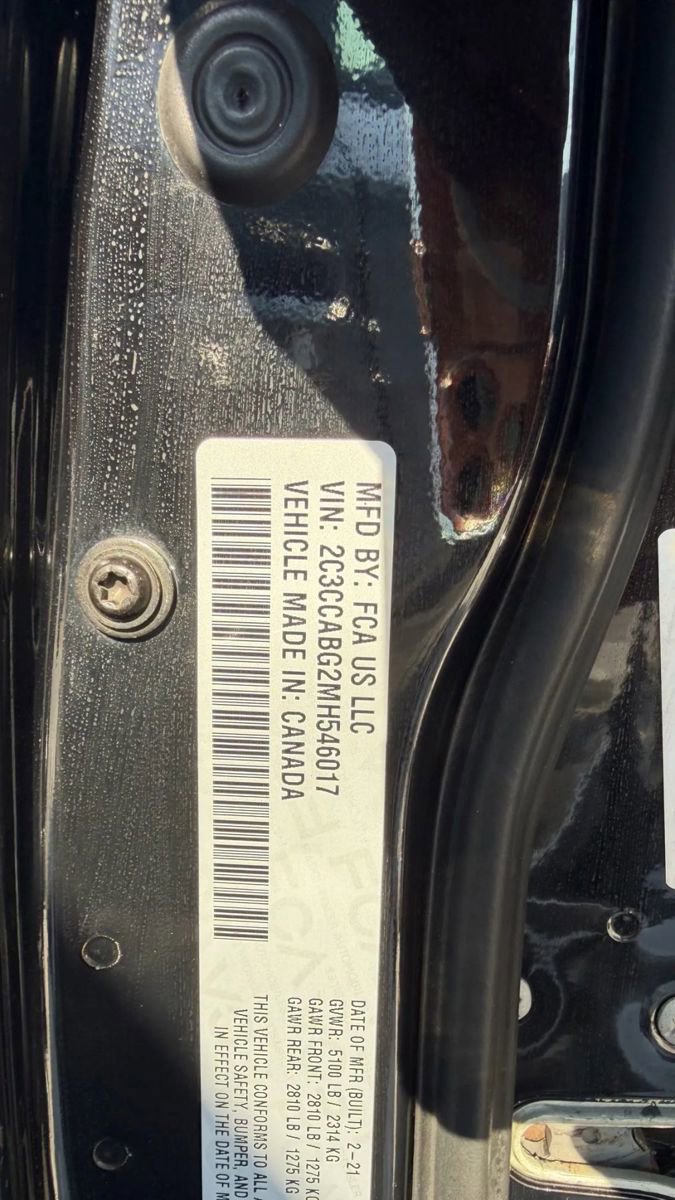 MFD BY: FCA US LLC
VIN: 2C3CCABG2MH546017
VEHICLE MADE IN: CANADA
DATE OF MFR (BUILT): 2-21
GVWR: 5100 LB / 2314 KG
GAWR FRONT: 2810 LB / 1275 KG
GAWR REAR: 2810 LB / 1275 KG
THIS VEHICLE CONFORMS TO ALL
VEHICLE SAFETY, BUMPER, AND
IN EFFECT ON THE DATE OF M